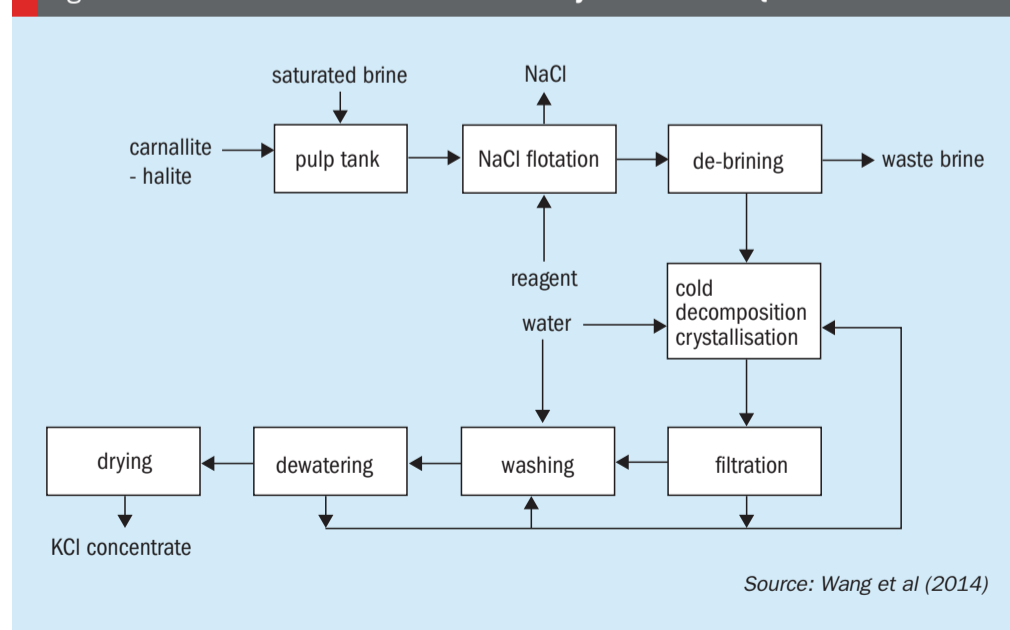 saturated brine
NaCl
carnallite
- halite
pulp tank
NaCl flotation
de-brining
waste brine
reagent
water
cold
decomposition
crystallisation
drying
dewatering
washing
filtration
KCl concentrate
Source: Wang et al (2014)